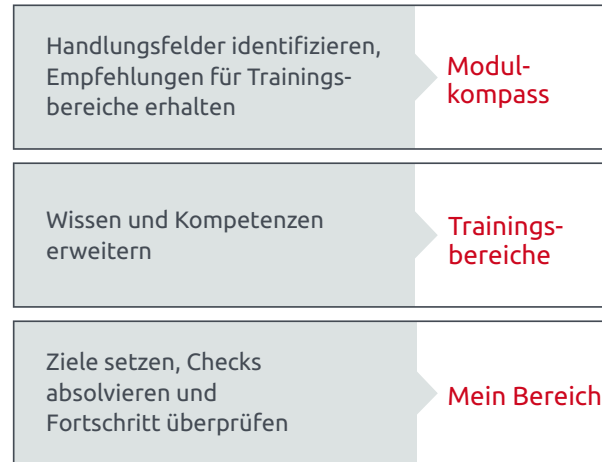 Handlungsfelder identifizieren,
Empfehlungen für Trainings-
bereiche erhalten
Modul-
kompass
Wissen und Kompetenzen
erweitern
Trainings-
bereiche
Ziele setzen, Checks
absolvieren und
Fortschritt überprüfen
Mein Bereich